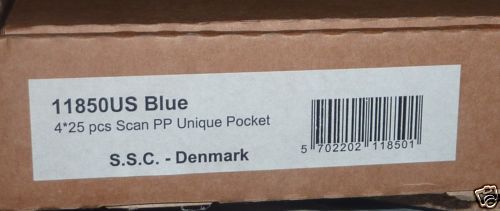 11850US Blue
4*25 pcs Scan PP Unique Pocket
S.S.C. - Denmark
5 702202 118501